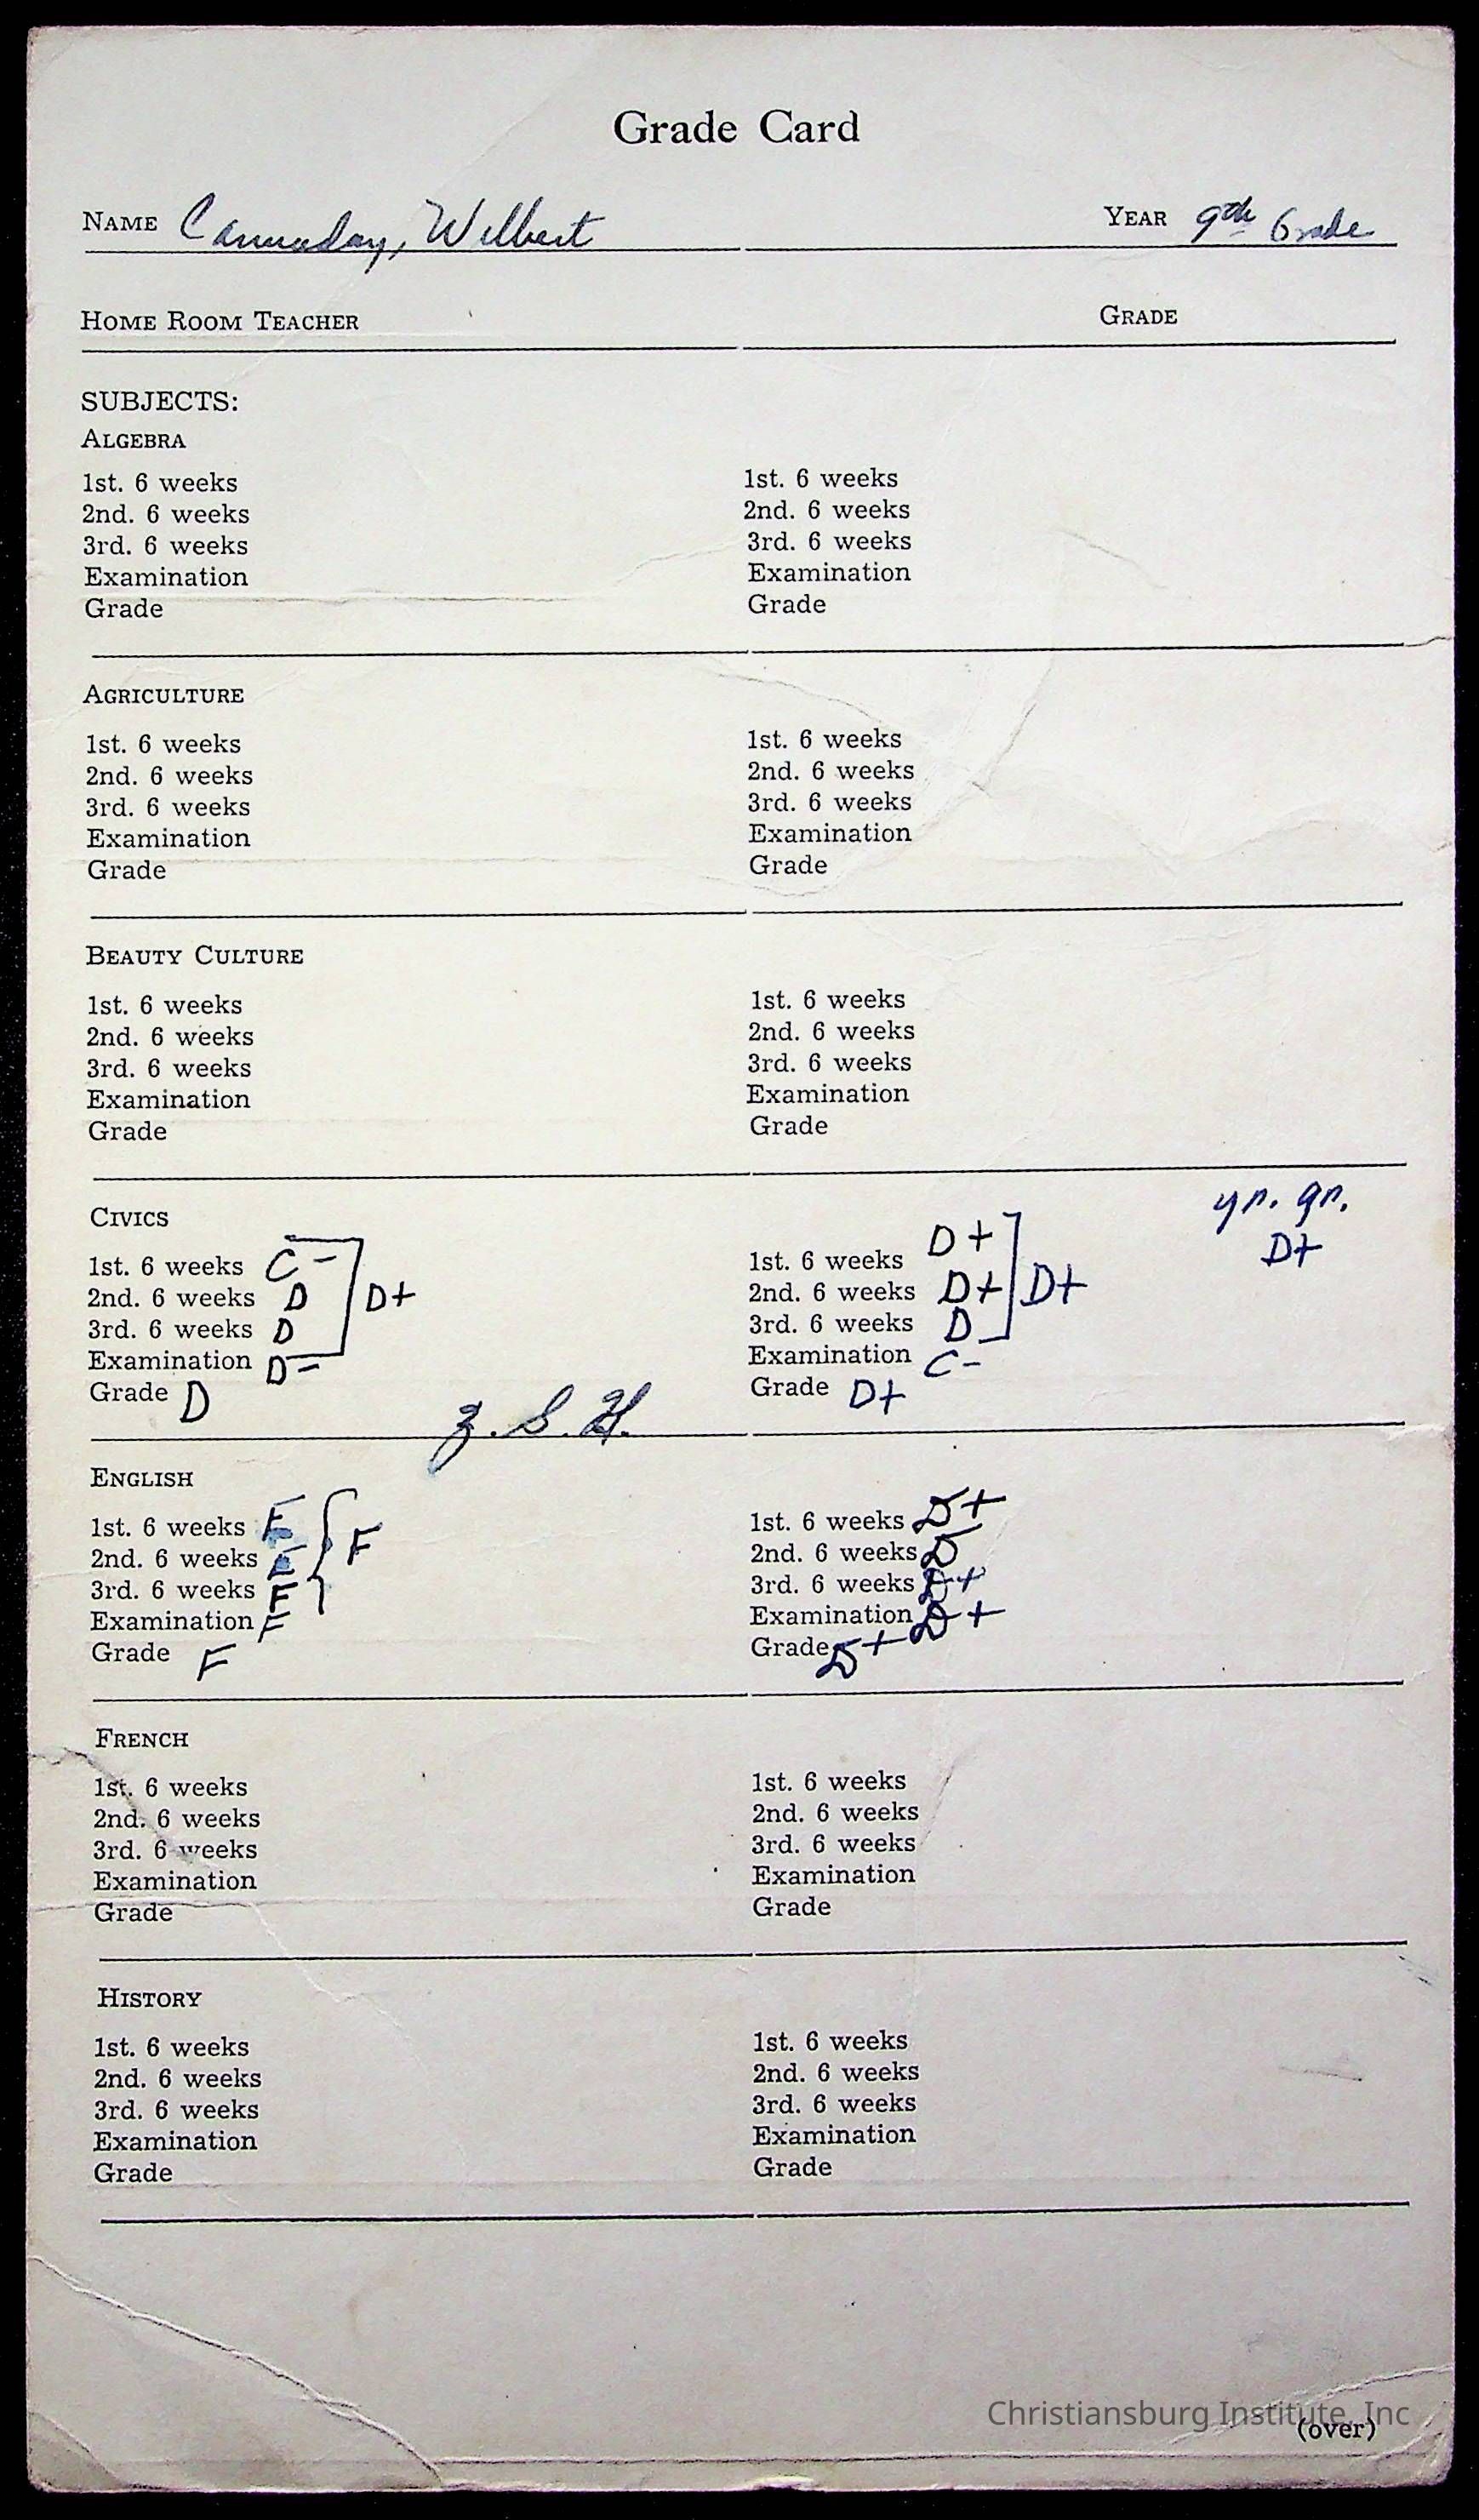 Grade Card
NAME Cannaday, Wilbert YEAR 9th Grade
HOME ROOM TEACHER GRADE
SUBJECTS:
ALGEBRA
1st. 6 weeks 1st. 6 weeks
2nd. 6 weeks 2nd. 6 weeks
3rd. 6 weeks 3rd. 6 weeks
Examination Examination
Grade Grade
AGRICULTURE
1st. 6 weeks 1st. 6 weeks
2nd. 6 weeks 2nd. 6 weeks
3rd. 6 weeks 3rd. 6 weeks
Examination Examination
Grade Grade
BEAUTY CULTURE
1st. 6 weeks 1st. 6 weeks
2nd. 6 weeks 2nd. 6 weeks
3rd. 6 weeks 3rd. 6 weeks
Examination Examination
Grade Grade
CIVICS yr. gr.
1st. 6 weeks C- 1st. 6 weeks D+ D+
2nd. 6 weeks D D+ 2nd. 6 weeks D+ D+
3rd. 6 weeks D 3rd. 6 weeks D
Examination D- Examination C-
Grade D Grade D+
Z. S. H.
ENGLISH
1st. 6 weeks F 1st. 6 weeks D+
2nd. 6 weeks F F 2nd. 6 weeks D
3rd. 6 weeks F 3rd. 6 weeks D+
Examination F Examination D+
Grade F Grade D+
FRENCH
1st. 6 weeks 1st. 6 weeks
2nd. 6 weeks 2nd. 6 weeks
3rd. 6 weeks 3rd. 6 weeks
Examination Examination
Grade Grade
HISTORY
1st. 6 weeks 1st. 6 weeks
2nd. 6 weeks 2nd. 6 weeks
3rd. 6 weeks 3rd. 6 weeks
Examination Examination
Grade Grade
Christiansburg Institute, Inc
(over)